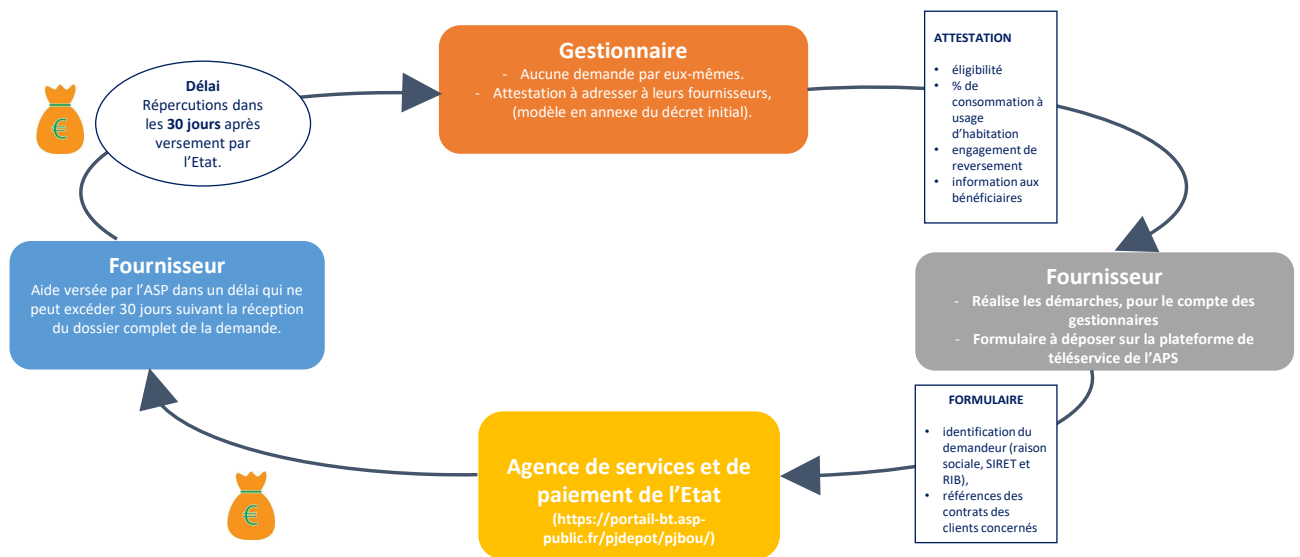 Gestionnaire
- Aucune demande par eux-mêmes.
- Attestation à adresser à leurs fournisseurs,
(modèle en annexe du décret initial).
ATTESTATION
• éligibilité
• % de
consommation à
usage
d'habitation
• engagement de
reversement
• information aux
bénéficiaires
Fournisseur
- Réalise les démarches, pour le compte des
gestionnaires
- Formulaire à déposer sur la plateforme de
téléservice de l'APS
FORMULAIRE
• identification du
demandeur (raison
sociale, SIRET et
RIB),
• références des
contrats des
clients concernés
Agence de services et de
paiement de l'Etat
(https://portail-bt.asp-
public.fr/pjdepot/pjbou/)
€
Fournisseur
Aide versée par l'ASP dans un délai qui ne
peut excéder 30 jours suivant la réception
du dossier complet de la demande.
€
Délai
Répercutions dans
les 30 jours après
versement par
l'Etat.